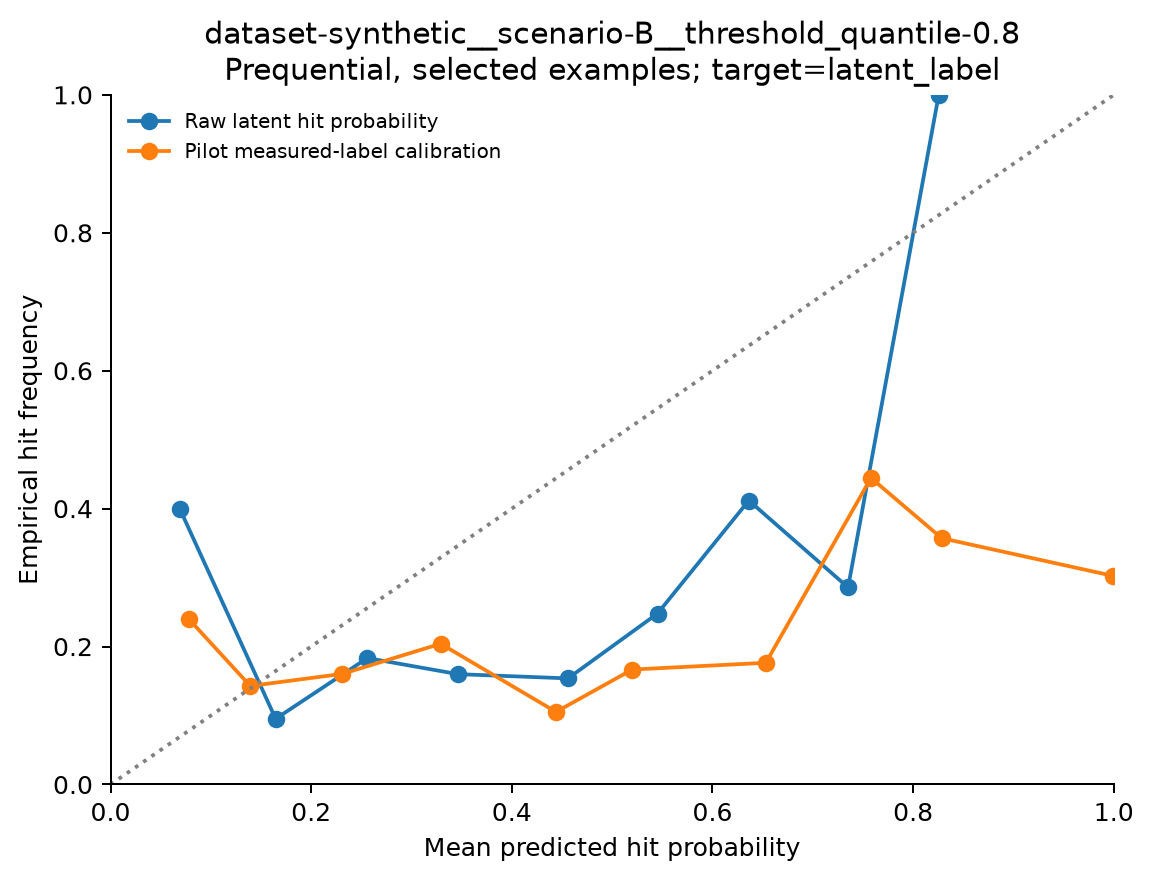 dataset-synthetic__scenario-B__threshold_quantile-0.8
Prequential, selected examples; target=latent_label
Raw latent hit probability
Pilot measured-label calibration
Empirical hit frequency
1.0
0.8
0.6
0.4
0.2
0.0
0.0 0.2 0.4 0.6 0.8 1.0
Mean predicted hit probability